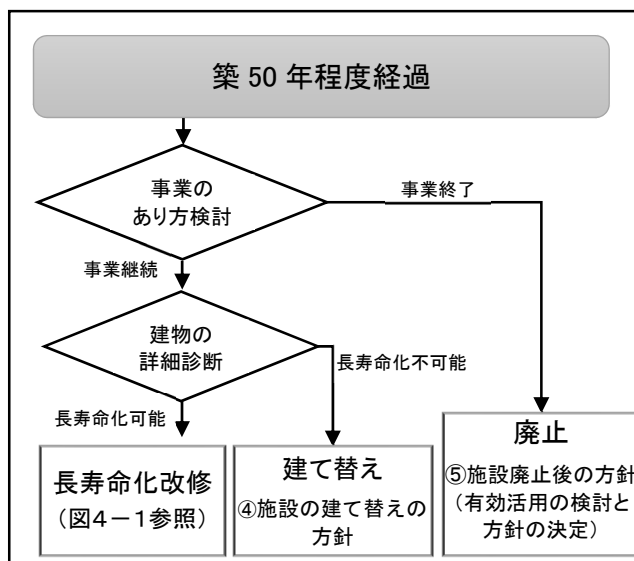 築 50 年程度経過
事業の
あり方検討
事業終了
事業継続
建物の
詳細診断
長寿命化不可能
長寿命化可能
長寿命化改修
（図４－１参照）
建て替え
④施設の建て替えの
方針
廃止
⑤施設廃止後の方針
（有効活用の検討と
方針の決定）